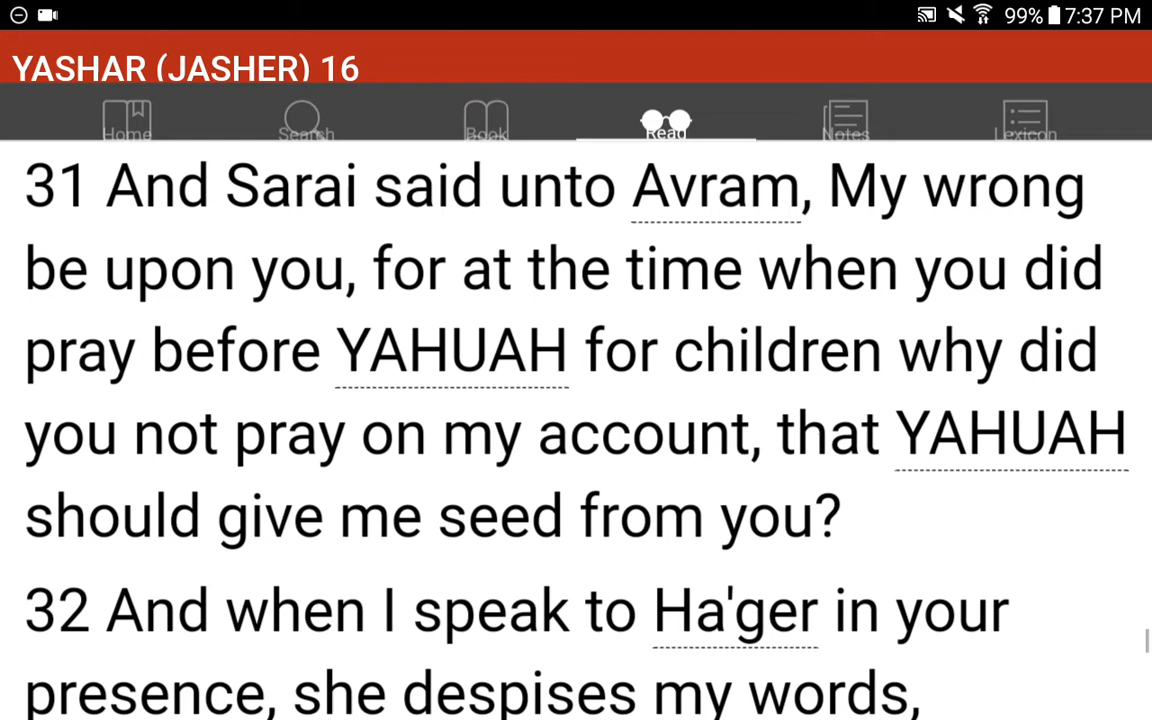 99% 7:37 PM
YASHAR (JASHER) 16
Home Search Book Read Notes Lexicon
31 And Sarai said unto Avram, My wrong
be upon you, for at the time when you did
pray before YAHUAH for children why did
you not pray on my account, that YAHUAH
should give me seed from you?
32 And when I speak to Ha'ger in your
presence, she despises my words,